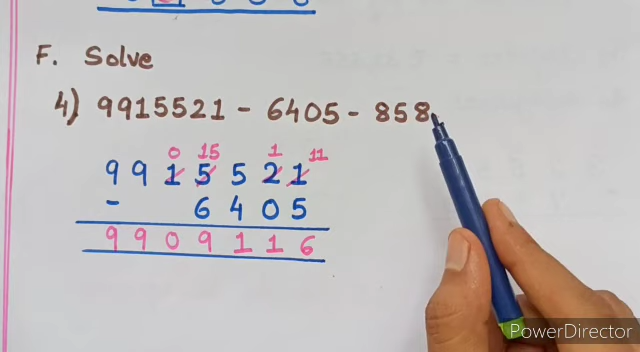 F. Solve
4) 9915521 - 6405 - 858
0 15 1 11
9 9 1 5 5 2 1
- 6 4 0 5
9 9 0 9 1 1 6
PowerDirector